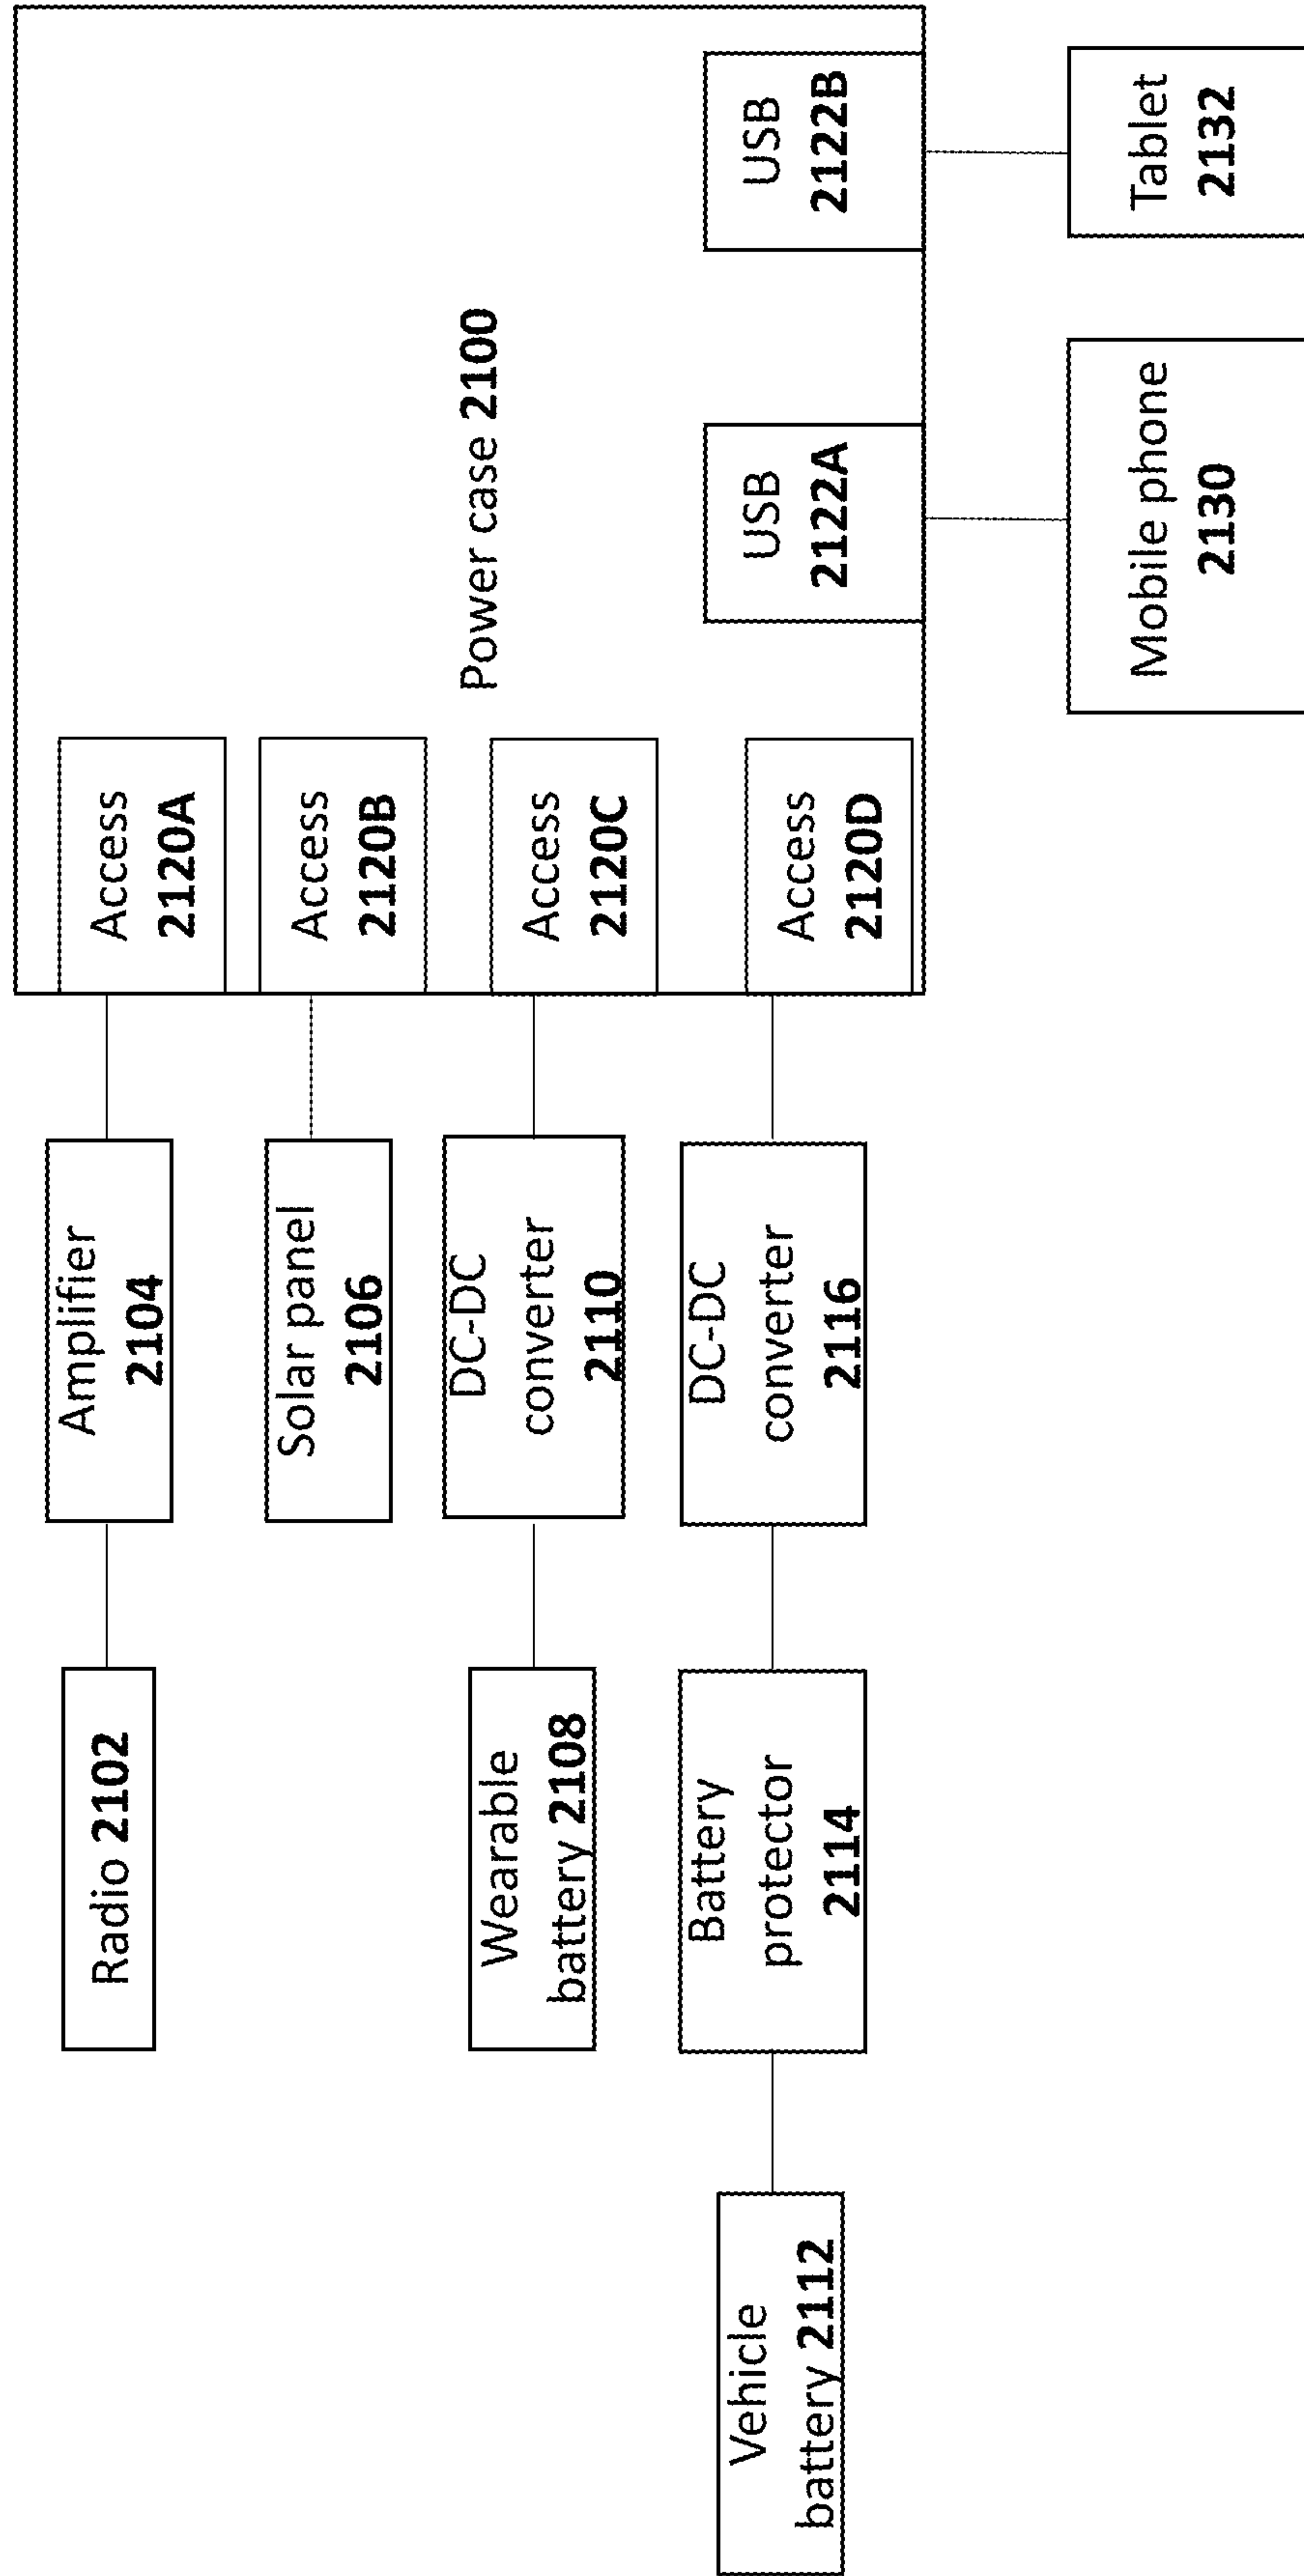 Radio 2102
Amplifier
2104
Access
2120A
Solar panel
2106
Access
2120B
Power case 2100
Wearable
battery 2108
DC-DC
converter
2110
Access
2120C
Vehicle
battery 2112
Battery
protector
2114
DC-DC
converter
2116
Access
2120D
USB
2122A
USB
2122B
Mobile phone
2130
Tablet
2132